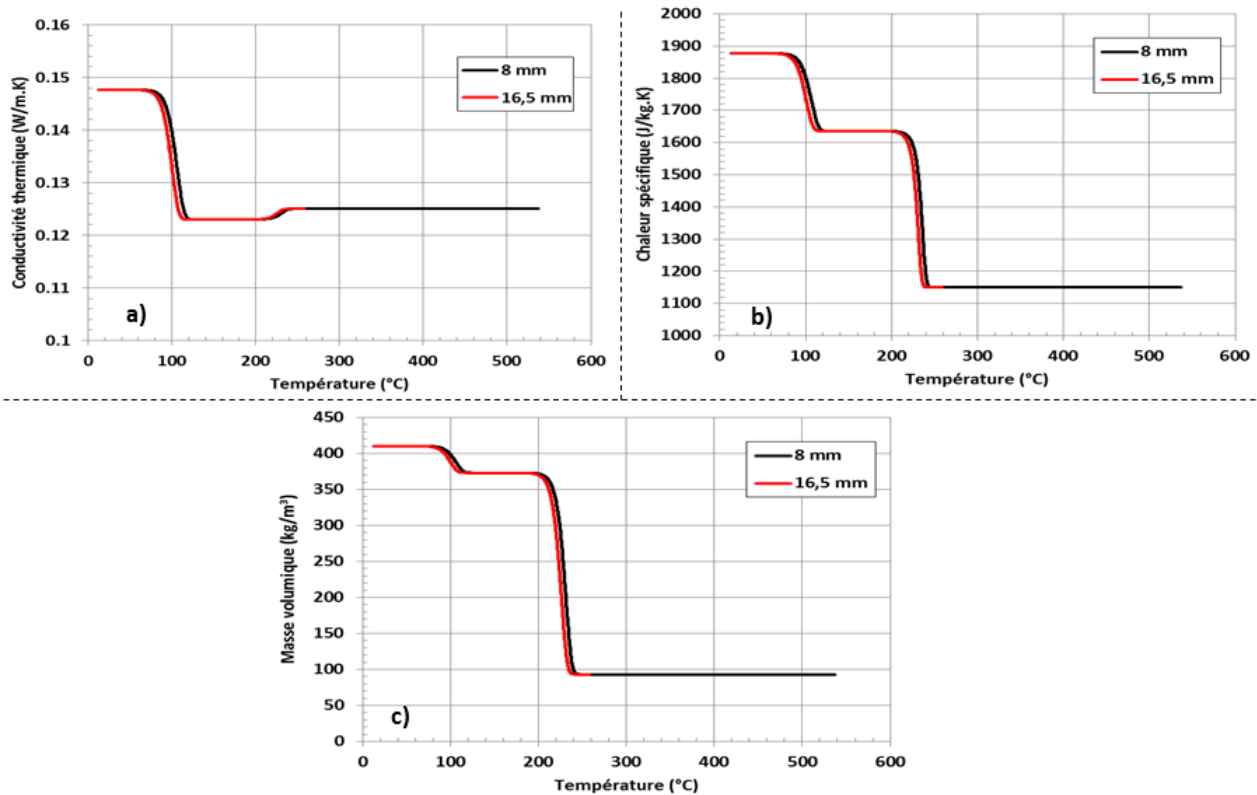 0.16
0.15
0.14
0.13
0.12
0.11
0.1
Conductivité thermique (W/m.K)
8 mm
16,5 mm
a)
0 100 200 300 400 500 600
Température (°C)
2000
1900
1800
1700
1600
1500
1400
1300
1200
1100
1000
Chaleur spécifique (J/kg.K)
8 mm
16,5 mm
b)
0 100 200 300 400 500 600
Température (°C)
450
400
350
300
250
200
150
100
50
0
Masse volumique (kg/m³)
8 mm
16,5 mm
c)
0 100 200 300 400 500 600
Température (°C)